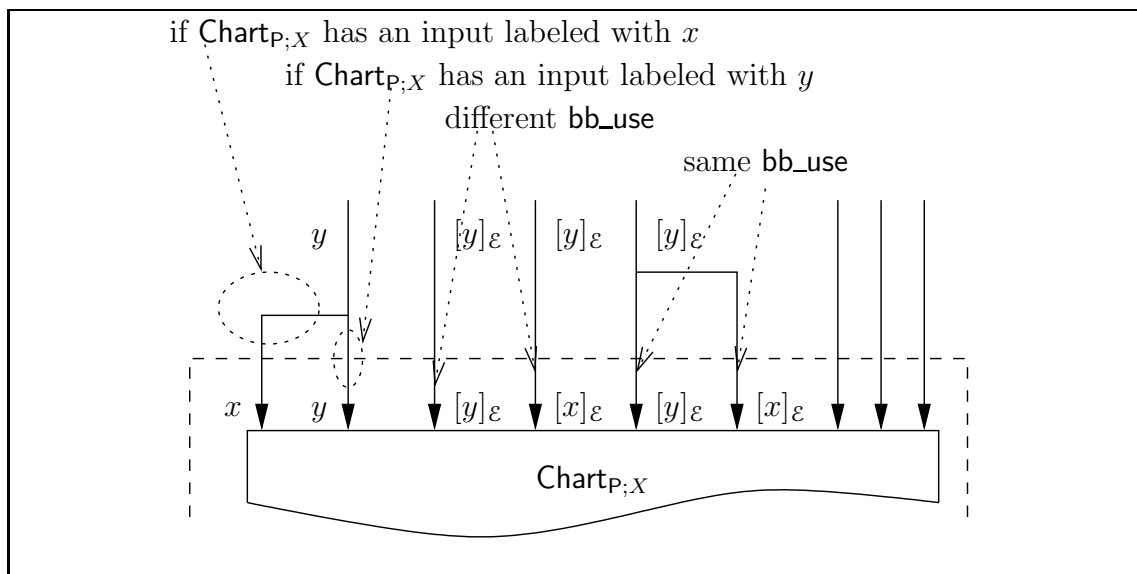 if Chart_{P;X} has an input labeled with x
if Chart_{P;X} has an input labeled with y
different bb_use
same bb_use
y [y]_ε [y]_ε [y]_ε
x y [y]_ε [x]_ε [y]_ε [x]_ε
Chart_{P;X}